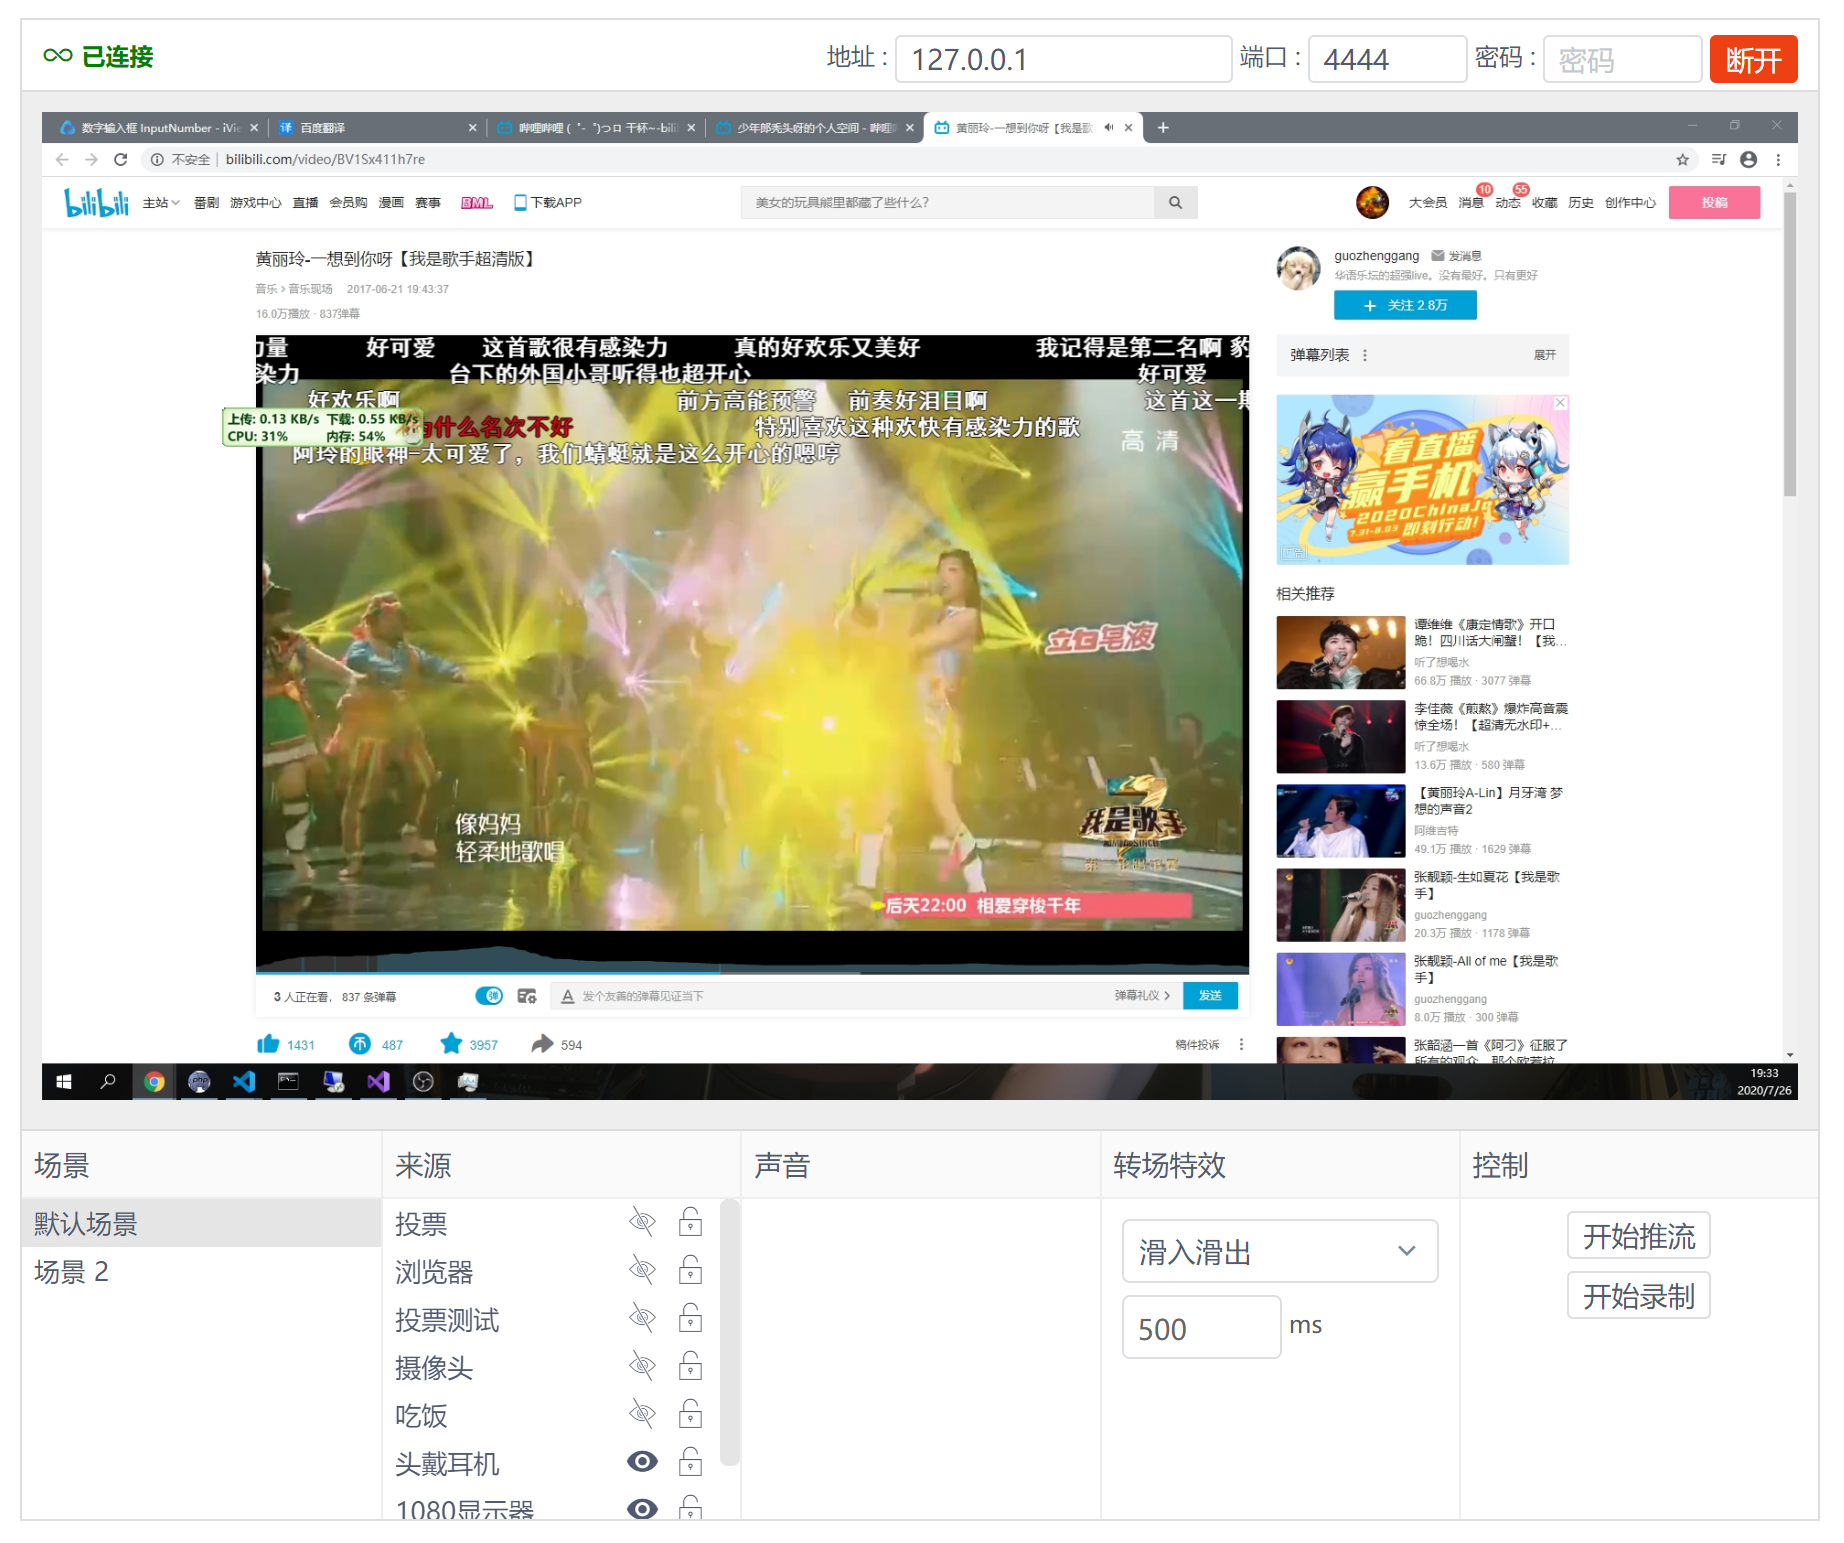 已连接
地址 : 127.0.0.1 端口 : 4444 密码 : 密码 断开
数字输入框 InputNumber - iVie
百度翻译
哔哩哔哩 ( ゜- ゜)つロ 干杯~-bili
少年郎秃头呀的个人空间 - 哔哩
黄丽玲-一想到你呀【我是歌
不安全 bilibili.com/video/BV1Sx411h7re
bilibili 主站 番剧 游戏中心 直播 会员购 漫画 赛事 BML 下载APP
美女的玩具熊里都藏了些什么?
大会员 消息 10 动态 55 收藏 历史 创作中心 投稿
黄丽玲-一想到你呀【我是歌手超清版】
音乐 > 音乐现场 2017-06-21 19:43:37
16.0万播放 · 837弹幕
guozhenggang 发消息
华语乐坛的超强live。没有最好。只有更好
+ 关注 2.8万
弹幕列表 展开
力量 好可爱 这首歌很有感染力 真的好欢乐又美好 我记得是第二名啊 豹
染力 台下的外国小哥听得也超开心 好可爱
好欢乐啊 前方高能预警 前奏好泪目啊 这首这一期
上传: 0.13 KB/s 下载: 0.55 KB/s
CPU: 31% 内存: 54%
为什么名次不好 特别喜欢这种欢快有感染力的歌
阿玲的眼神-太可爱了，我们蜻蜓就是这么开心的嗯哼
高 清
立白皂液
像妈妈
轻柔地歌唱
我是歌手
后天22:00 相爱穿梭千年
看直播
赢手机
2020ChinaJo
7.31-8.03 即刻行动!
广告
相关推荐
谭维维《康定情歌》开口
跪！四川话大闸蟹！【我...
听了想喝水
66.8万 播放 · 3077 弹幕
李佳薇《煎熬》爆炸高音震
惊全场！【超清无水印+...
听了想喝水
13.6万 播放 · 580 弹幕
【黄丽玲A-Lin】月牙湾 梦
想的声音2
阿维吉特
49.1万 播放 · 1629 弹幕
张靓颖-生如夏花【我是歌
手】
guozhenggang
20.3万 播放 · 1178 弹幕
张靓颖-All of me【我是歌
手】
guozhenggang
8.0万 播放 · 300 弹幕
张韶涵一首《阿刁》征服了
所有的观众，那个欧若拉
3 人正在看， 837 条弹幕
弹
发个友善的弹幕见证当下 弹幕礼仪 > 发送
1431 487 3957 594 稿件投诉
19:33
2020/7/26
场景 来源 声音 转场特效 控制
默认场景
场景 2
投票
浏览器
投票测试
摄像头
吃饭
头戴耳机
1080显示器
滑入滑出
500 ms
开始推流
开始录制